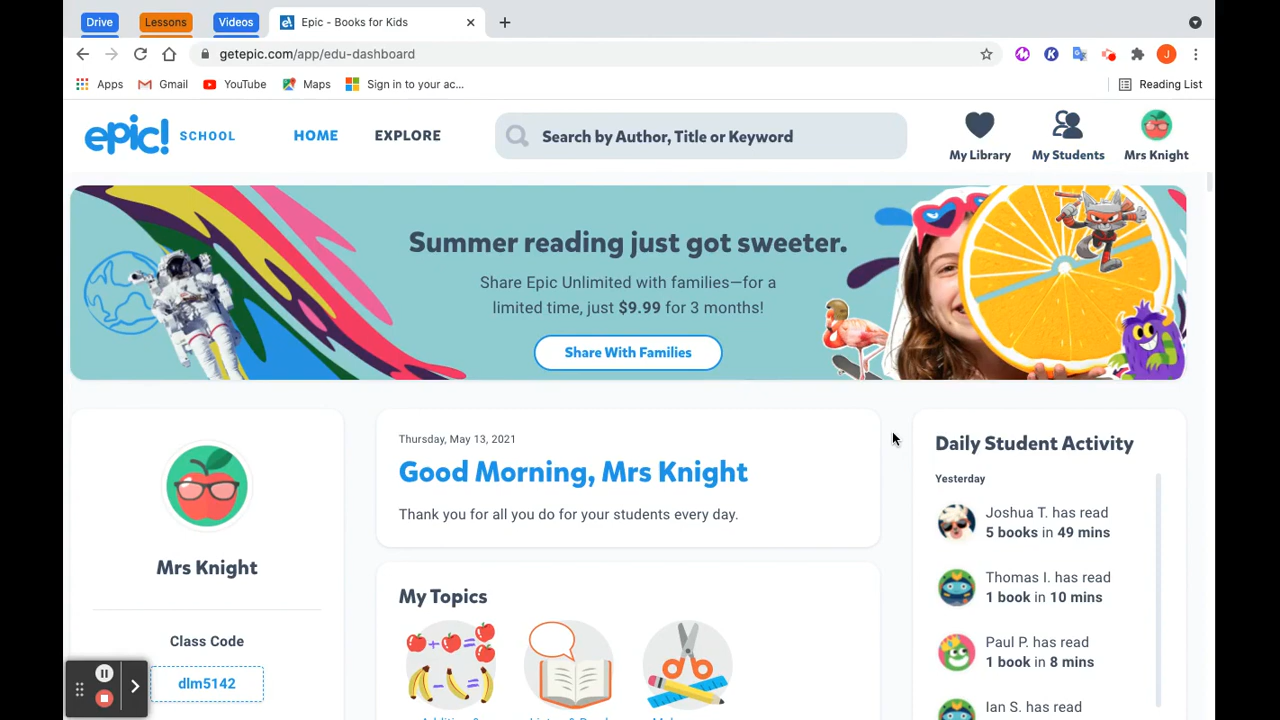 Drive
Lessons
Videos
Epic - Books for Kids
getepic.com/app/edu-dashboard
J
Apps
Gmail
YouTube
Maps
Sign in to your ac...
Reading List
epic! SCHOOL
HOME
EXPLORE
Search by Author, Title or Keyword
My Library
My Students
Mrs Knight
Summer reading just got sweeter.
Share Epic Unlimited with families—for a
limited time, just $9.99 for 3 months!
Share With Families
Mrs Knight
Class Code
dlm5142
Thursday, May 13, 2021
Good Morning, Mrs Knight
Thank you for all you do for your students every day.
My Topics
Daily Student Activity
Yesterday
Joshua T. has read
5 books in 49 mins
Thomas I. has read
1 book in 10 mins
Paul P. has read
1 book in 8 mins
Ian S. has read